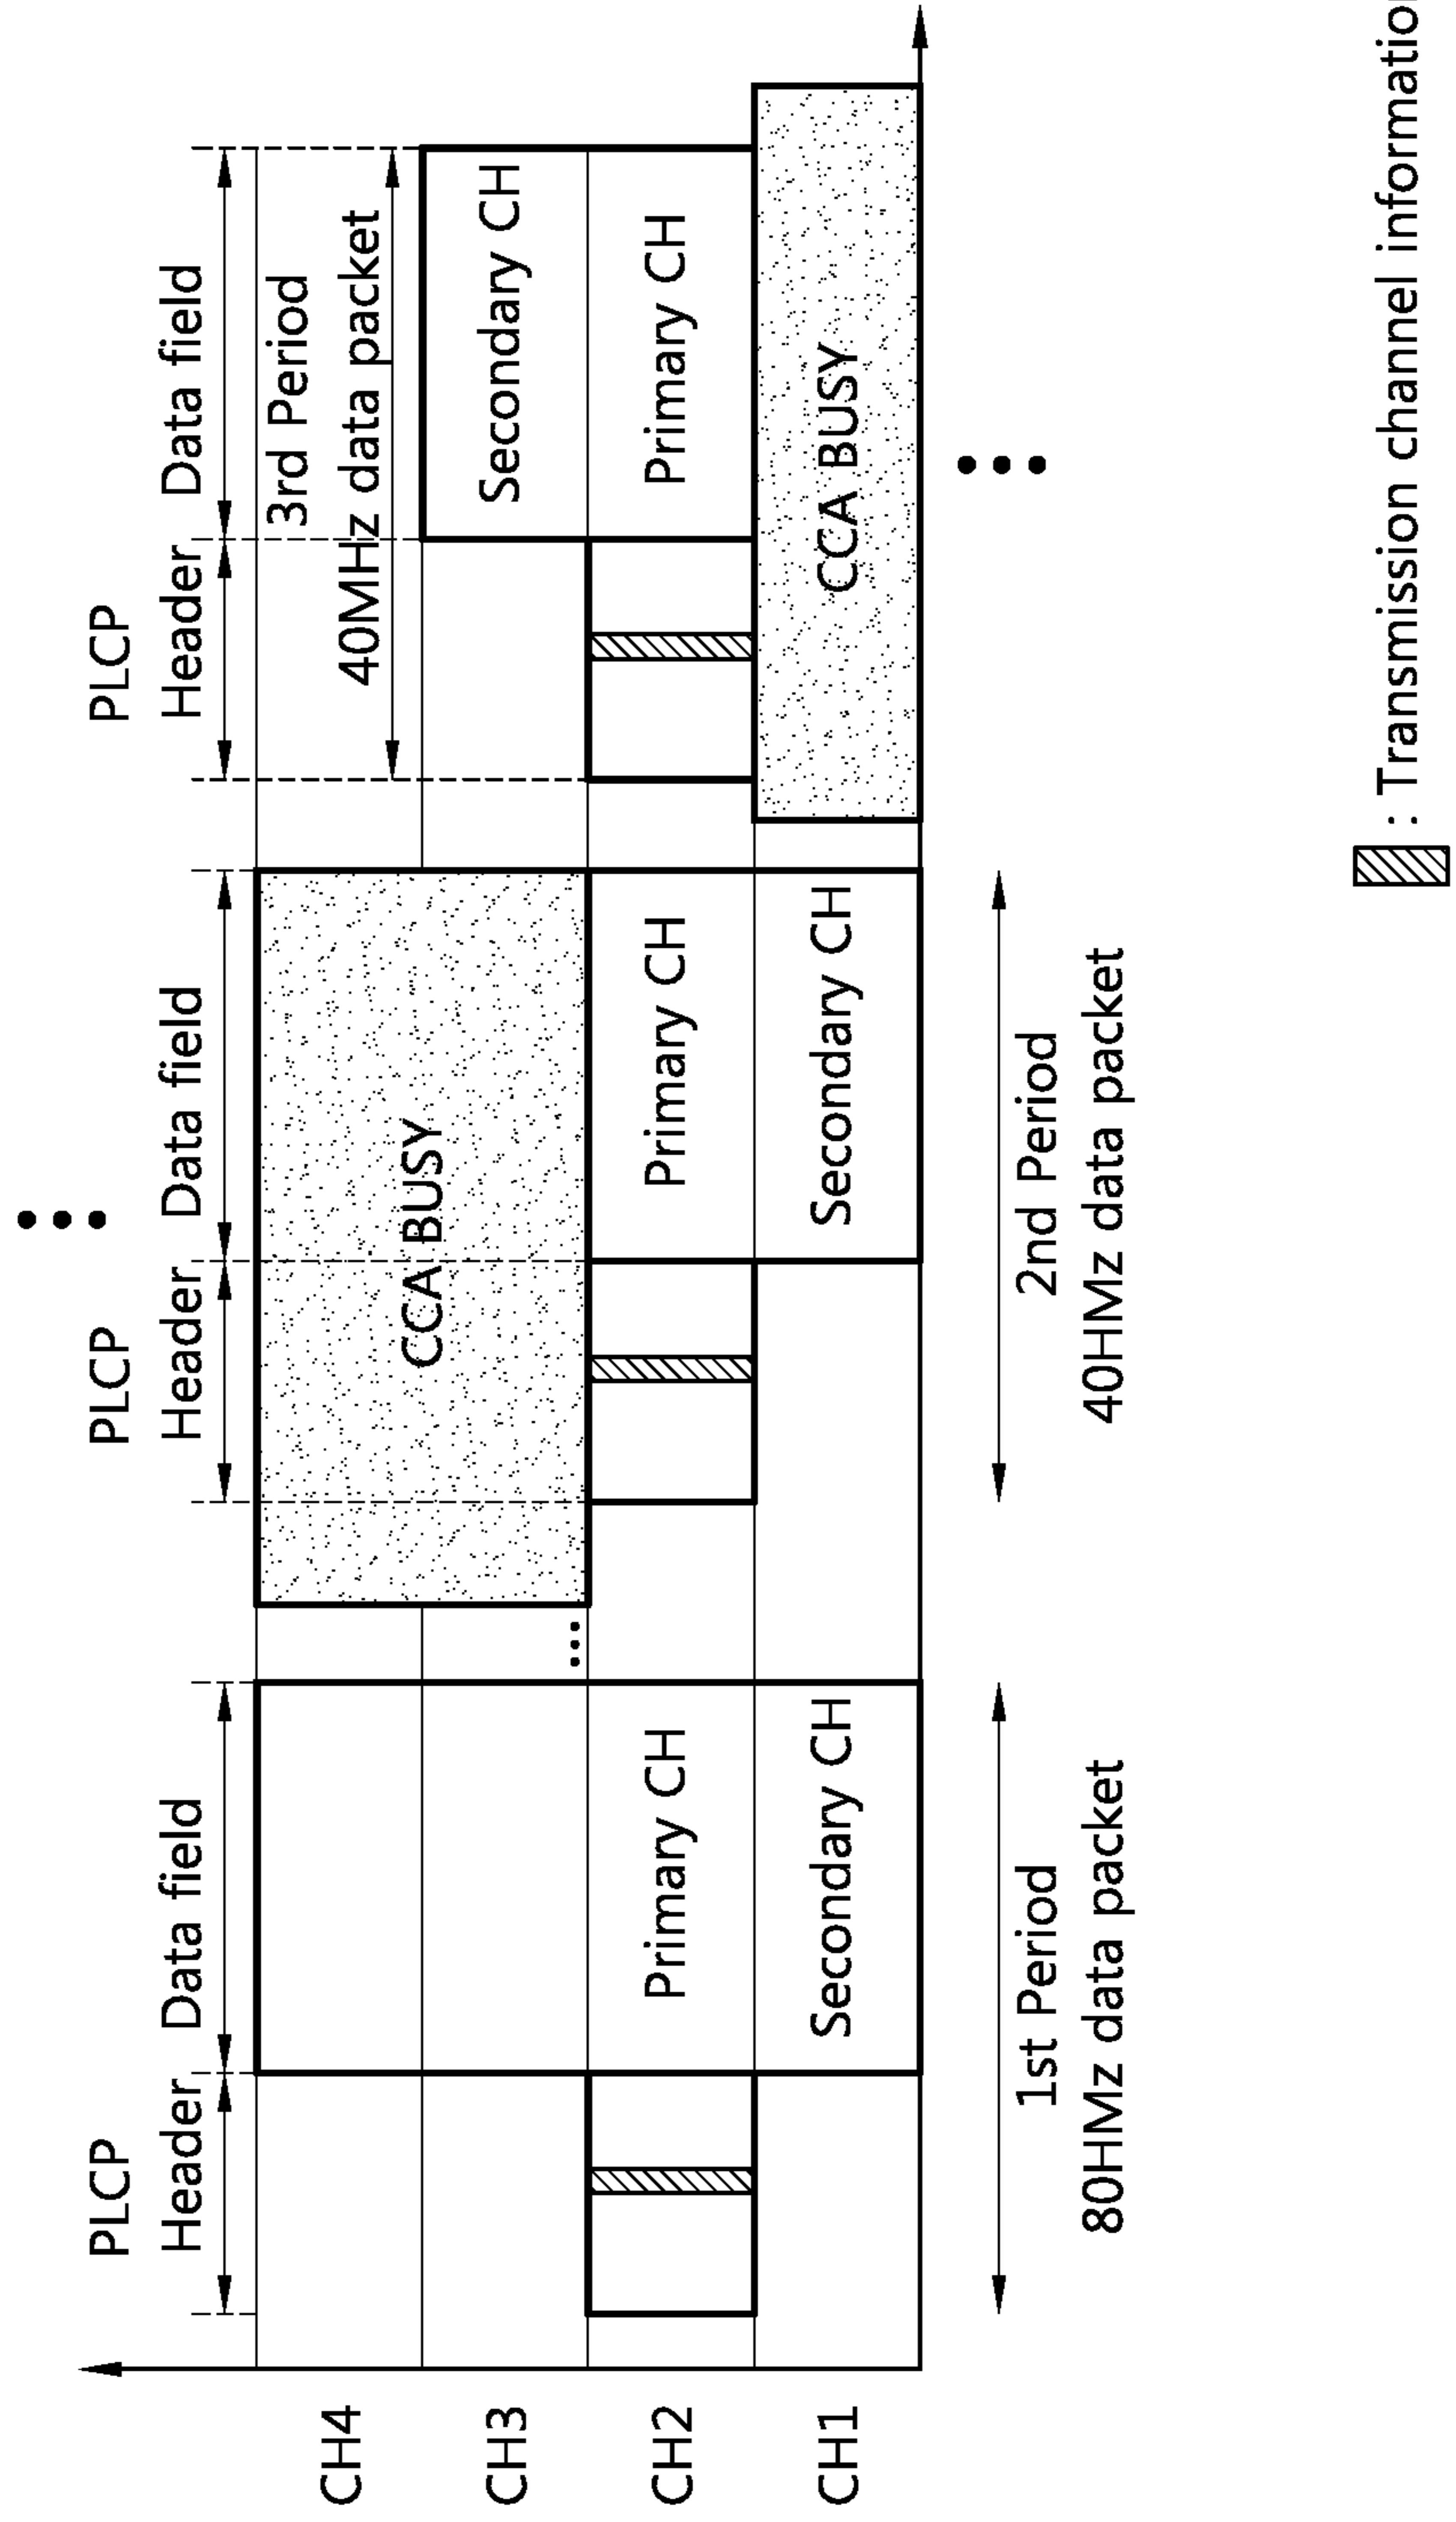 PLCP
Header
Data field
PLCP
Header
Data field
PLCP
Header
Data field
3rd Period
40MHz data packet
CH4
CH3
CH2
CH1
CCA BUSY
Secondary CH
Primary CH
Primary CH
Primary CH
Secondary CH
Secondary CH
CCA BUSY
1st Period
80HMz data packet
2nd Period
40HMz data packet
: Transmission channel informatio